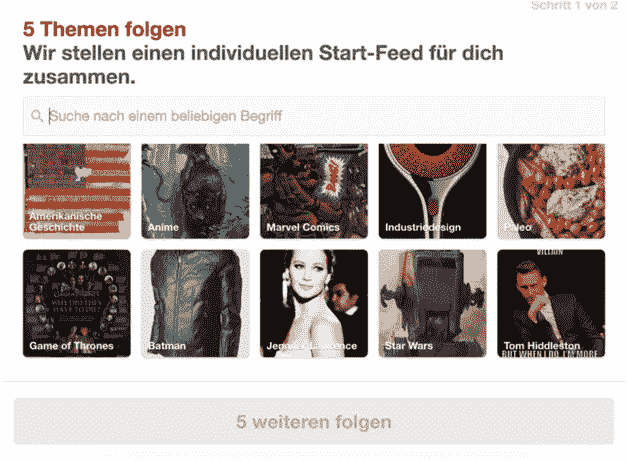 Schritt 1 von 2
5 Themen folgen
Wir stellen einen individuellen Start-Feed für dich
zusammen.
Suche nach einem beliebigen Begriff
Amerikanische
Geschichte
Anime
Marvel Comics
Industriedesign
Paleo
Game of Thrones
Batman
Jennifer Lawrence
Star Wars
VILLAIN
Tom Hiddleston
BUT WHEN I DO, I'M MORE
5 weiteren folgen